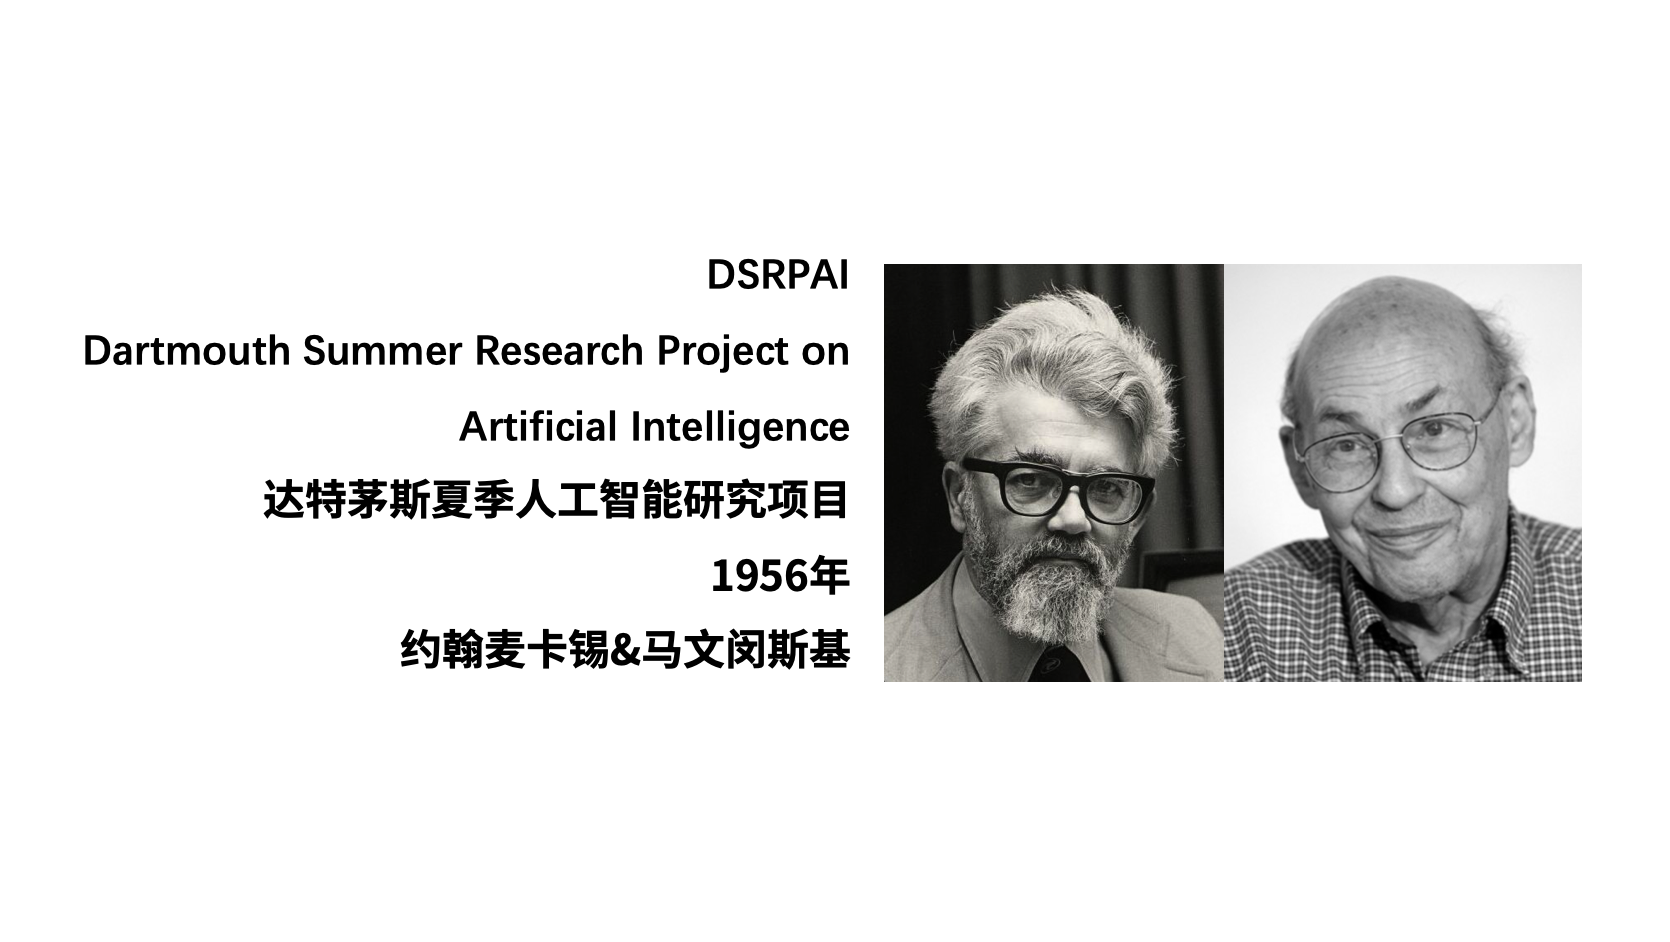 DSRPAI
Dartmouth Summer Research Project on
Artificial Intelligence
达特茅斯夏季人工智能研究项目
1956年
约翰麦卡锡&马文闵斯基